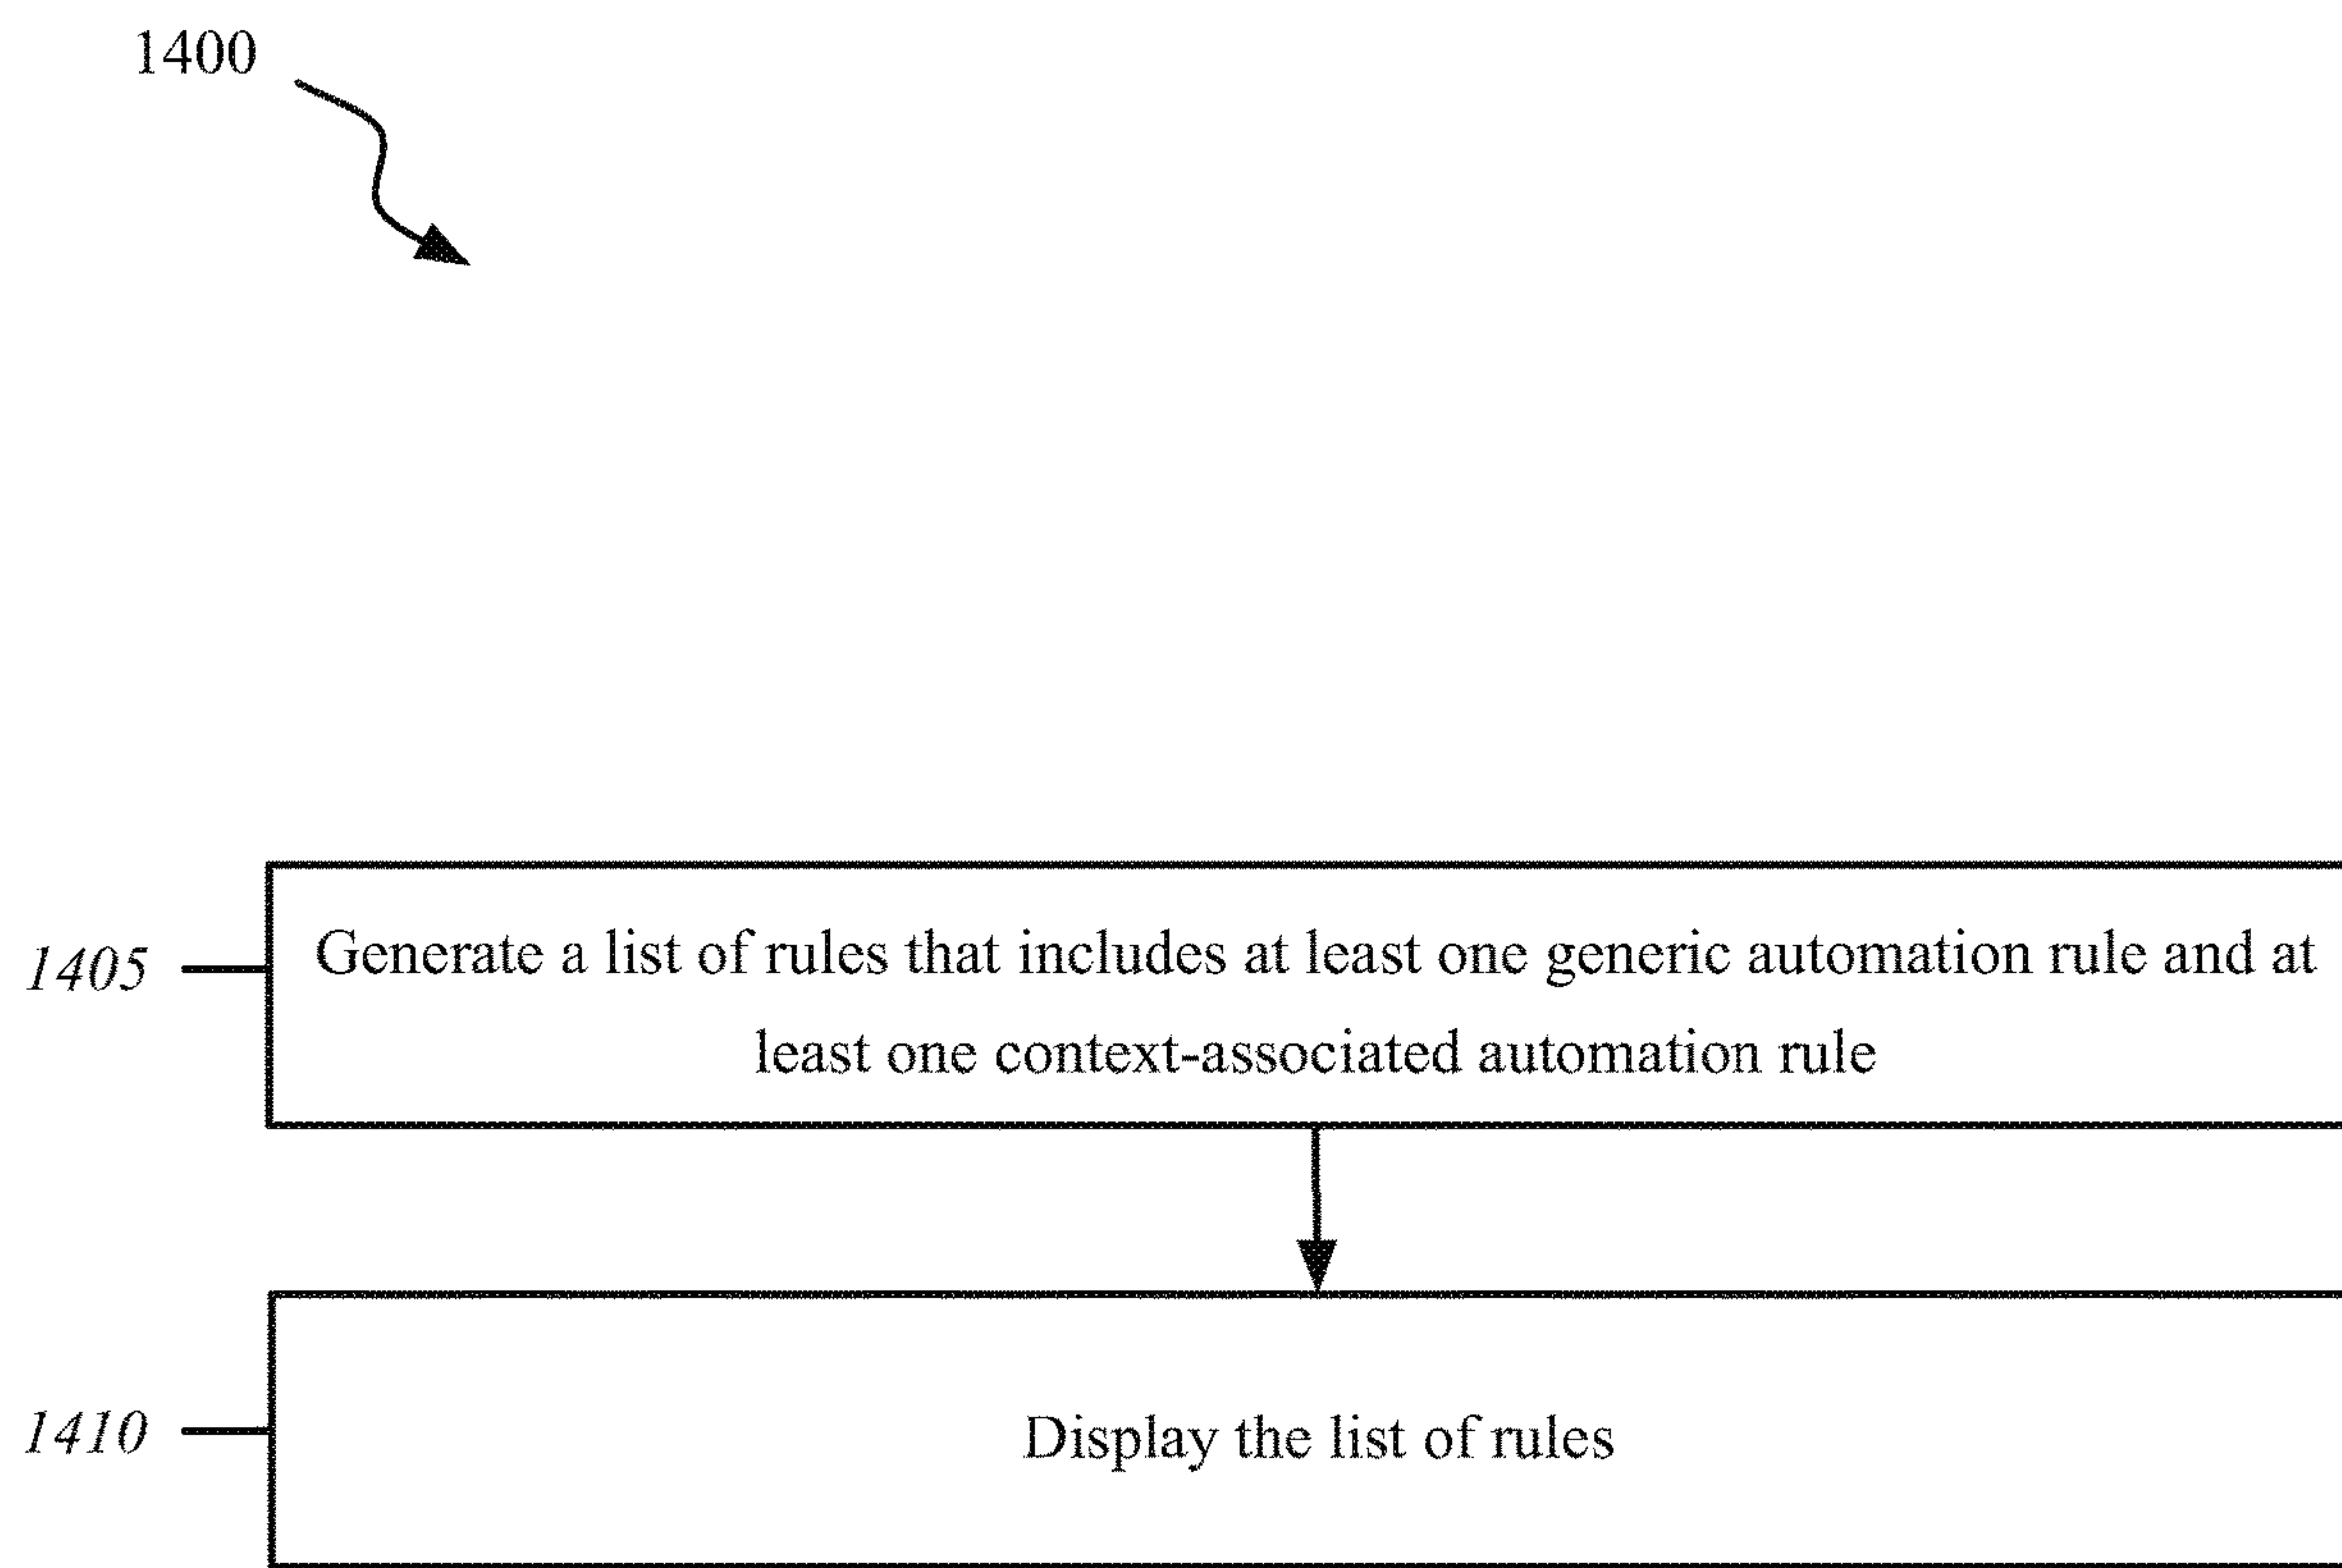 1400
1405
Generate a list of rules that includes at least one generic automation rule and at
least one context-associated automation rule
1410
Display the list of rules